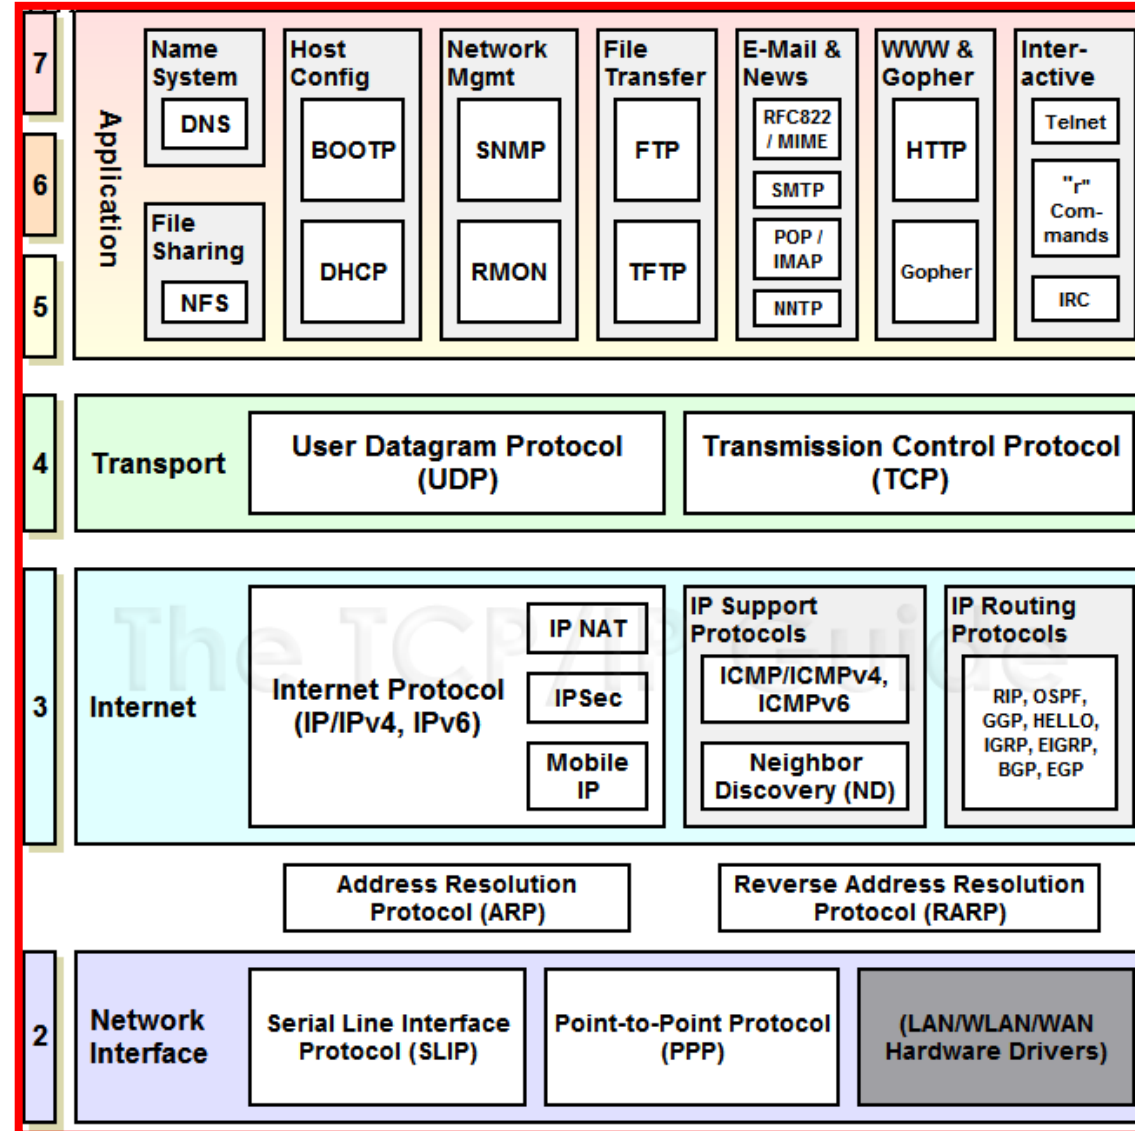 7
6
5
Application
Name
System
DNS
File
Sharing
NFS
Host
Config
BOOTP
DHCP
Network
Mgmt
SNMP
RMON
File
Transfer
FTP
TFTP
E-Mail &
News
RFC822
/ MIME
SMTP
POP /
IMAP
NNTP
WWW &
Gopher
HTTP
Gopher
Inter-
active
Telnet
"r"
Com-
mands
IRC
4
Transport
User Datagram Protocol
(UDP)
Transmission Control Protocol
(TCP)
The TCP/IP Guide
3
Internet
Internet Protocol
(IP/IPv4, IPv6)
IP NAT
IPSec
Mobile
IP
IP Support
Protocols
ICMP/ICMPv4,
ICMPv6
Neighbor
Discovery (ND)
IP Routing
Protocols
RIP, OSPF,
GGP, HELLO,
IGRP, EIGRP,
BGP, EGP
Address Resolution
Protocol (ARP)
Reverse Address Resolution
Protocol (RARP)
2
Network
Interface
Serial Line Interface
Protocol (SLIP)
Point-to-Point Protocol
(PPP)
(LAN/WLAN/WAN
Hardware Drivers)